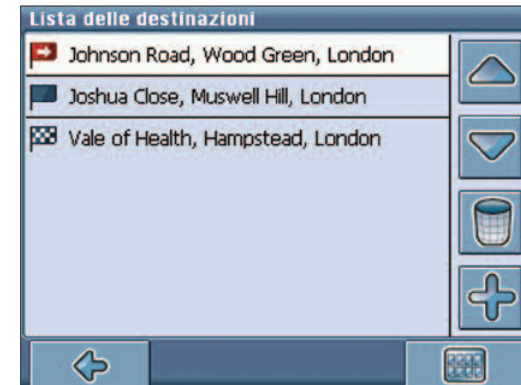 Lista delle destinazioni
Johnson Road, Wood Green, London
Joshua Close, Muswell Hill, London
Vale of Health, Hampstead, London